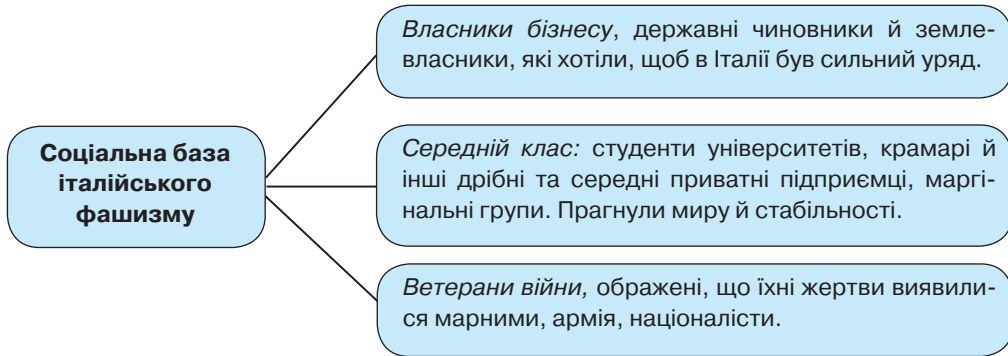 Власники бізнесу, державні чиновники й земле-
власники, які хотіли, щоб в Італії був сильний уряд.
Соціальна база
італійського
фашизму
Середній клас: студенти університетів, крамарі й
інші дрібні та середні приватні підприємці, маргі-
нальні групи. Прагнули миру й стабільності.
Ветерани війни, ображені, що їхні жертви виявили-
ся марними, армія, націоналісти.